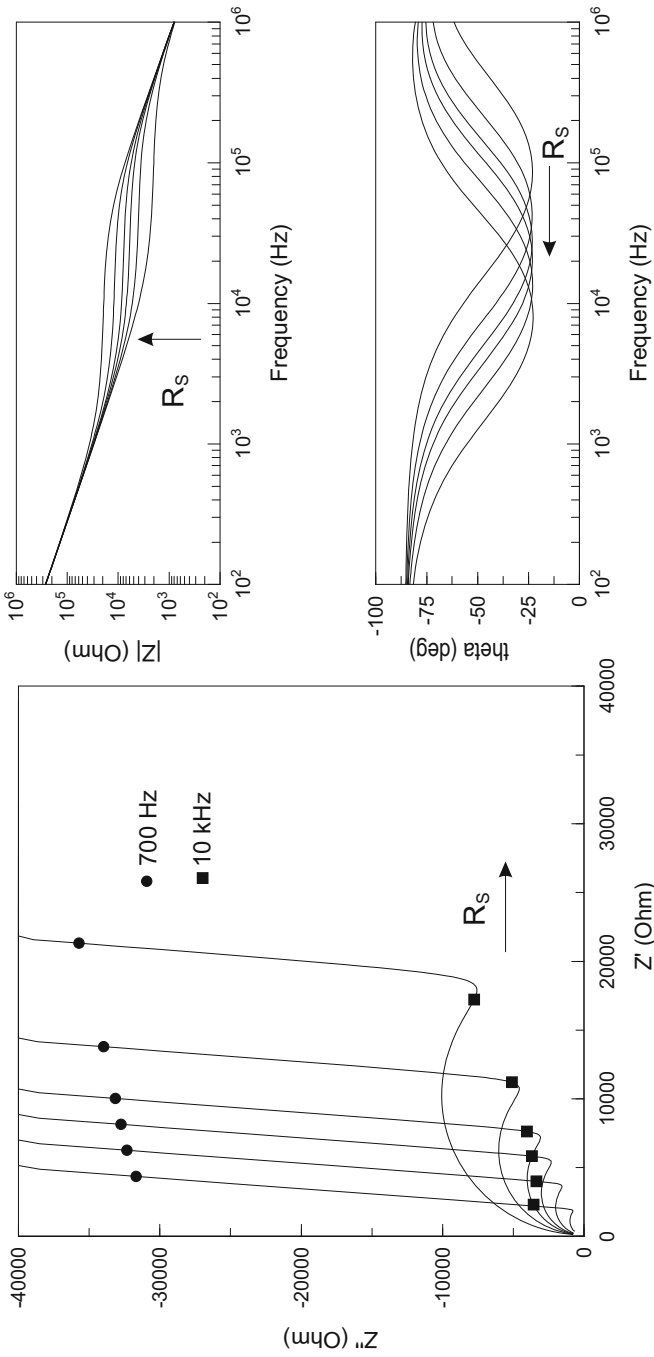 -40000
-30000
-20000
-10000
0
Z'' (Ohm)
0
10000
20000
30000
40000
Z' (Ohm)
700 Hz
10 kHz
R_S
10^6
10^5
10^4
10^3
10^2
|Z| (Ohm)
10^2
10^3
10^4
10^5
10^6
Frequency (Hz)
R_S
-100
-75
-50
-25
0
theta (deg)
10^2
10^3
10^4
10^5
10^6
Frequency (Hz)
R_S